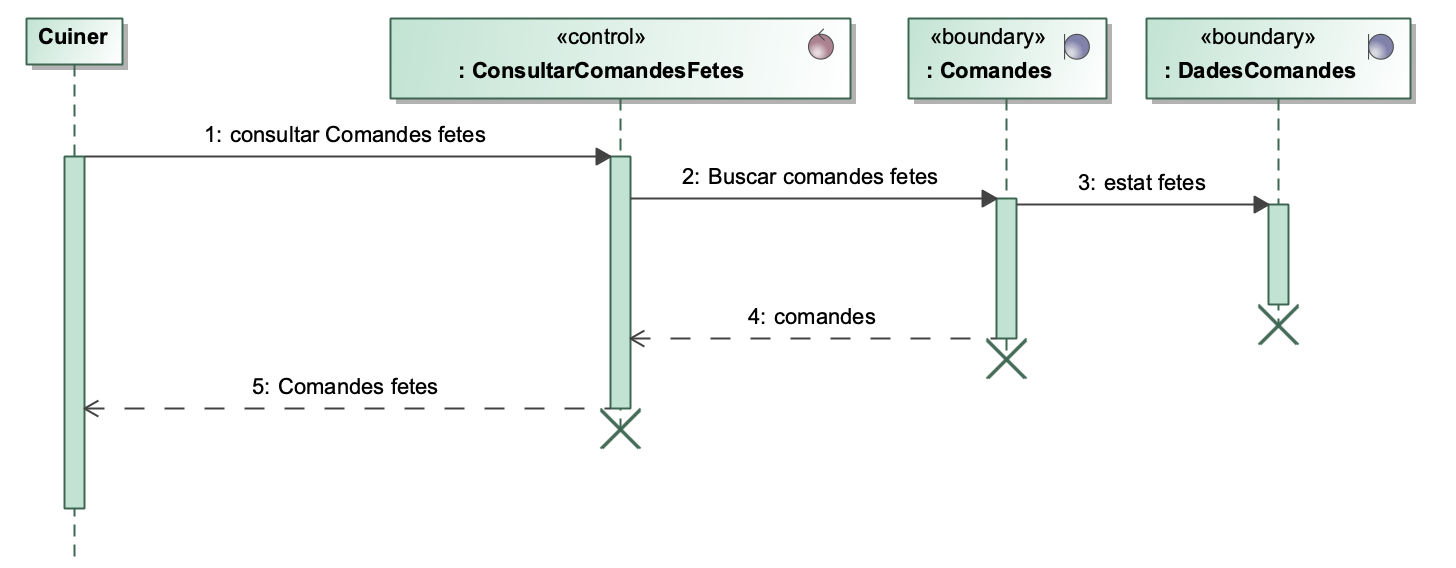 Cuiner
«control»
: ConsultarComandesFetes
«boundary»
: Comandes
«boundary»
: DadesComandes
1: consultar Comandes fetes
2: Buscar comandes fetes
3: estat fetes
4: comandes
5: Comandes fetes